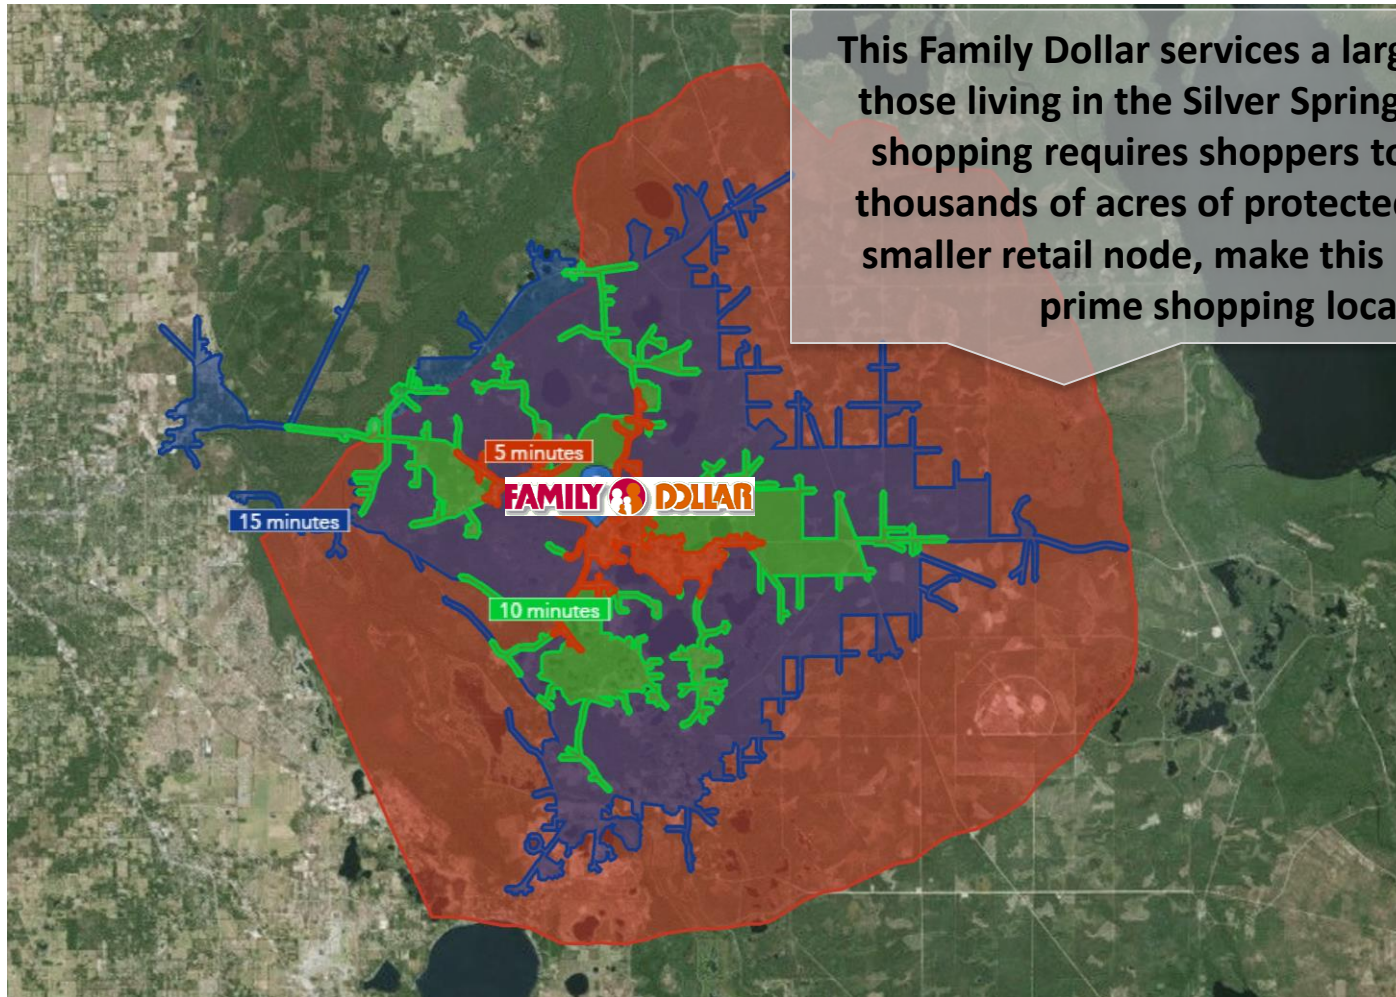 This Family Dollar services a larg
those living in the Silver Spring
shopping requires shoppers to
thousands of acres of protected
smaller retail node, make this
prime shopping loca
5 minutes
FAMILY DOLLAR
15 minutes
10 minutes